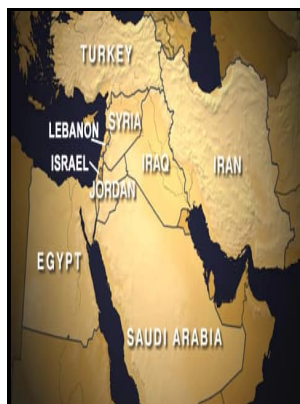 TURKEY
LEBANON
SYRIA
ISRAEL
IRAQ
IRAN
JORDAN
EGYPT
SAUDI ARABIA